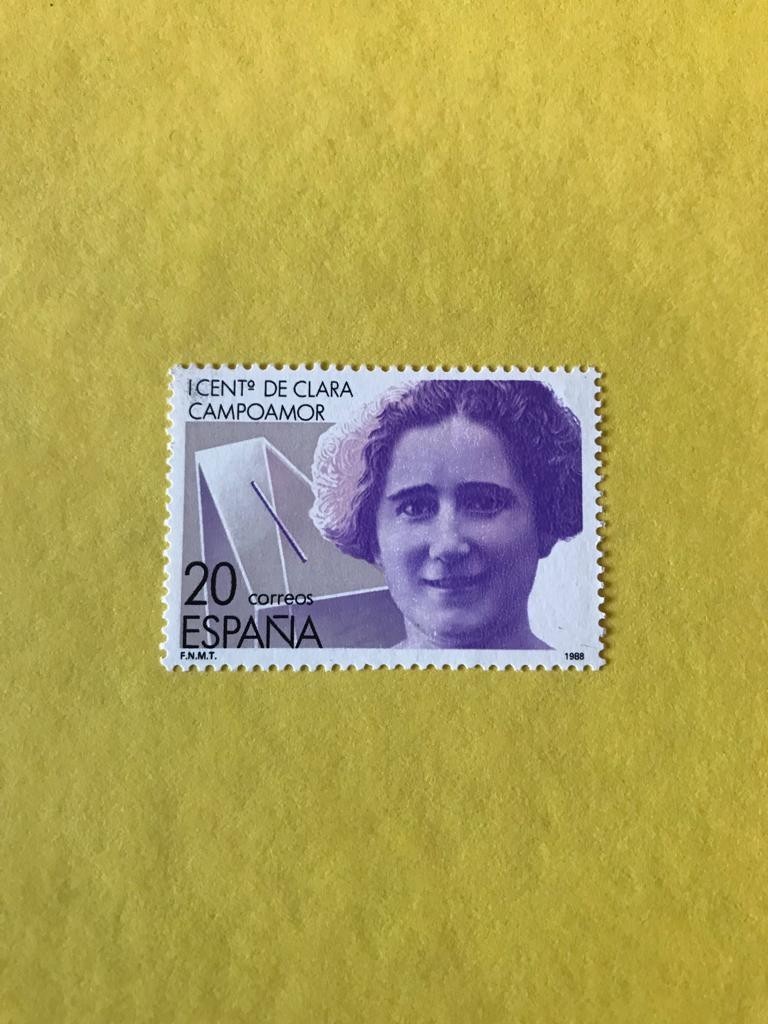 I CENTº DE CLARA
CAMPOAMOR
20 correos
ESPAÑA
F.N.M.T. 1988